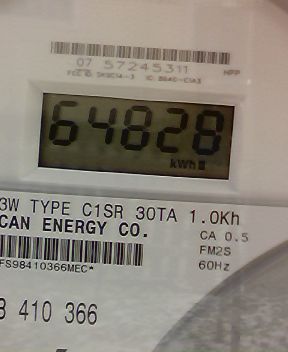 07 57245311
64828
kWh
3W TYPE C1SR 30TA 1.0Kh
CAN ENERGY CO.
CA 0.5
FM2S
60Hz
FS98410366MEC*
3 410 366